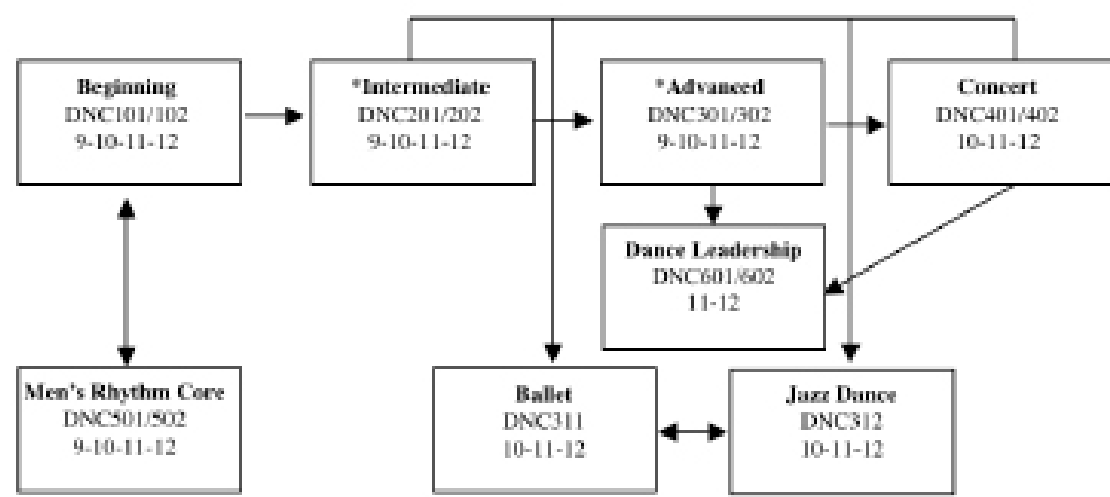 Beginning
DNC101/102
9-10-11-12
*Intermediate
DNC201/202
9-10-11-12
*Advanced
DNC301/302
9-10-11-12
Concert
DNC401/402
10-11-12
Dance Leadership
DNC601/602
11-12
Men's Rhythm Core
DNC501/502
9-10-11-12
Ballet
DNC311
10-11-12
Jazz Dance
DNC312
10-11-12